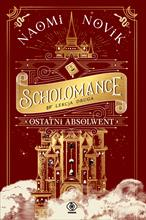 NAOMI NOVIK
SCHOLOMANCE
LEKCJA DRUGA
OSTATNI ABSOLWENT